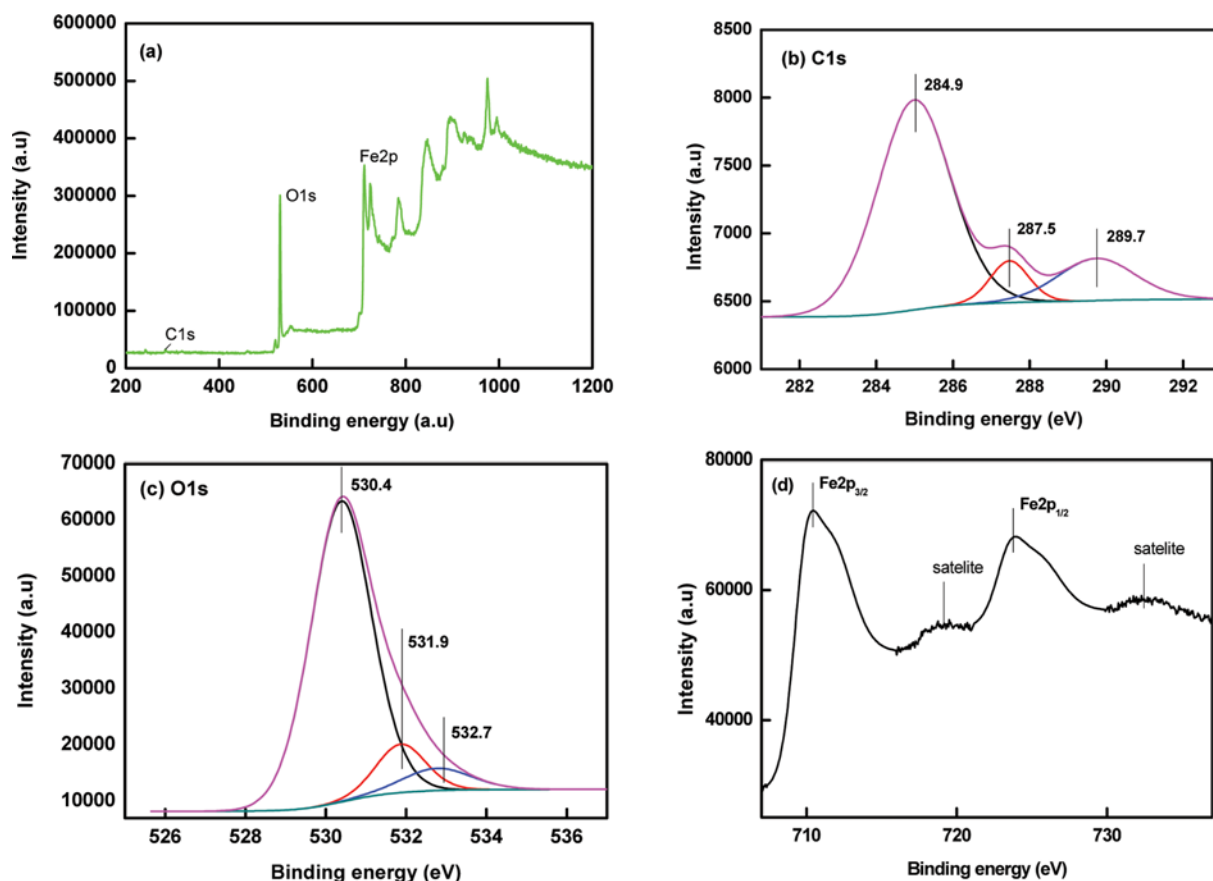 (a)
600000
500000
400000
300000
200000
100000
0
Intensity (a.u)
C1s
O1s
Fe2p
200 400 600 800 1000 1200
Binding energy (a.u)
(b) C1s
8500
8000
7500
7000
6500
6000
Intensity (a.u)
284.9
287.5
289.7
282 284 286 288 290 292
Binding energy (eV)
(c) O1s
70000
60000
50000
40000
30000
20000
10000
Intensity (a.u)
530.4
531.9
532.7
526 528 530 532 534 536
Binding energy (eV)
(d)
80000
60000
40000
Intensity (a.u)
Fe2p3/2
satelite
Fe2p1/2
satelite
710 720 730
Binding energy (eV)